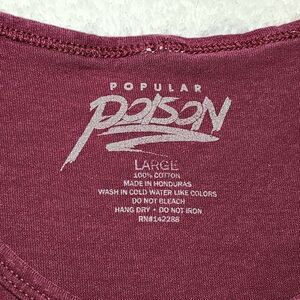 POPULAR
POISON
LARGE
100% COTTON
MADE IN HONDURAS
WASH IN COLD WATER LIKE COLORS
DO NOT BLEACH
HANG DRY • DO NOT IRON
RN#142288